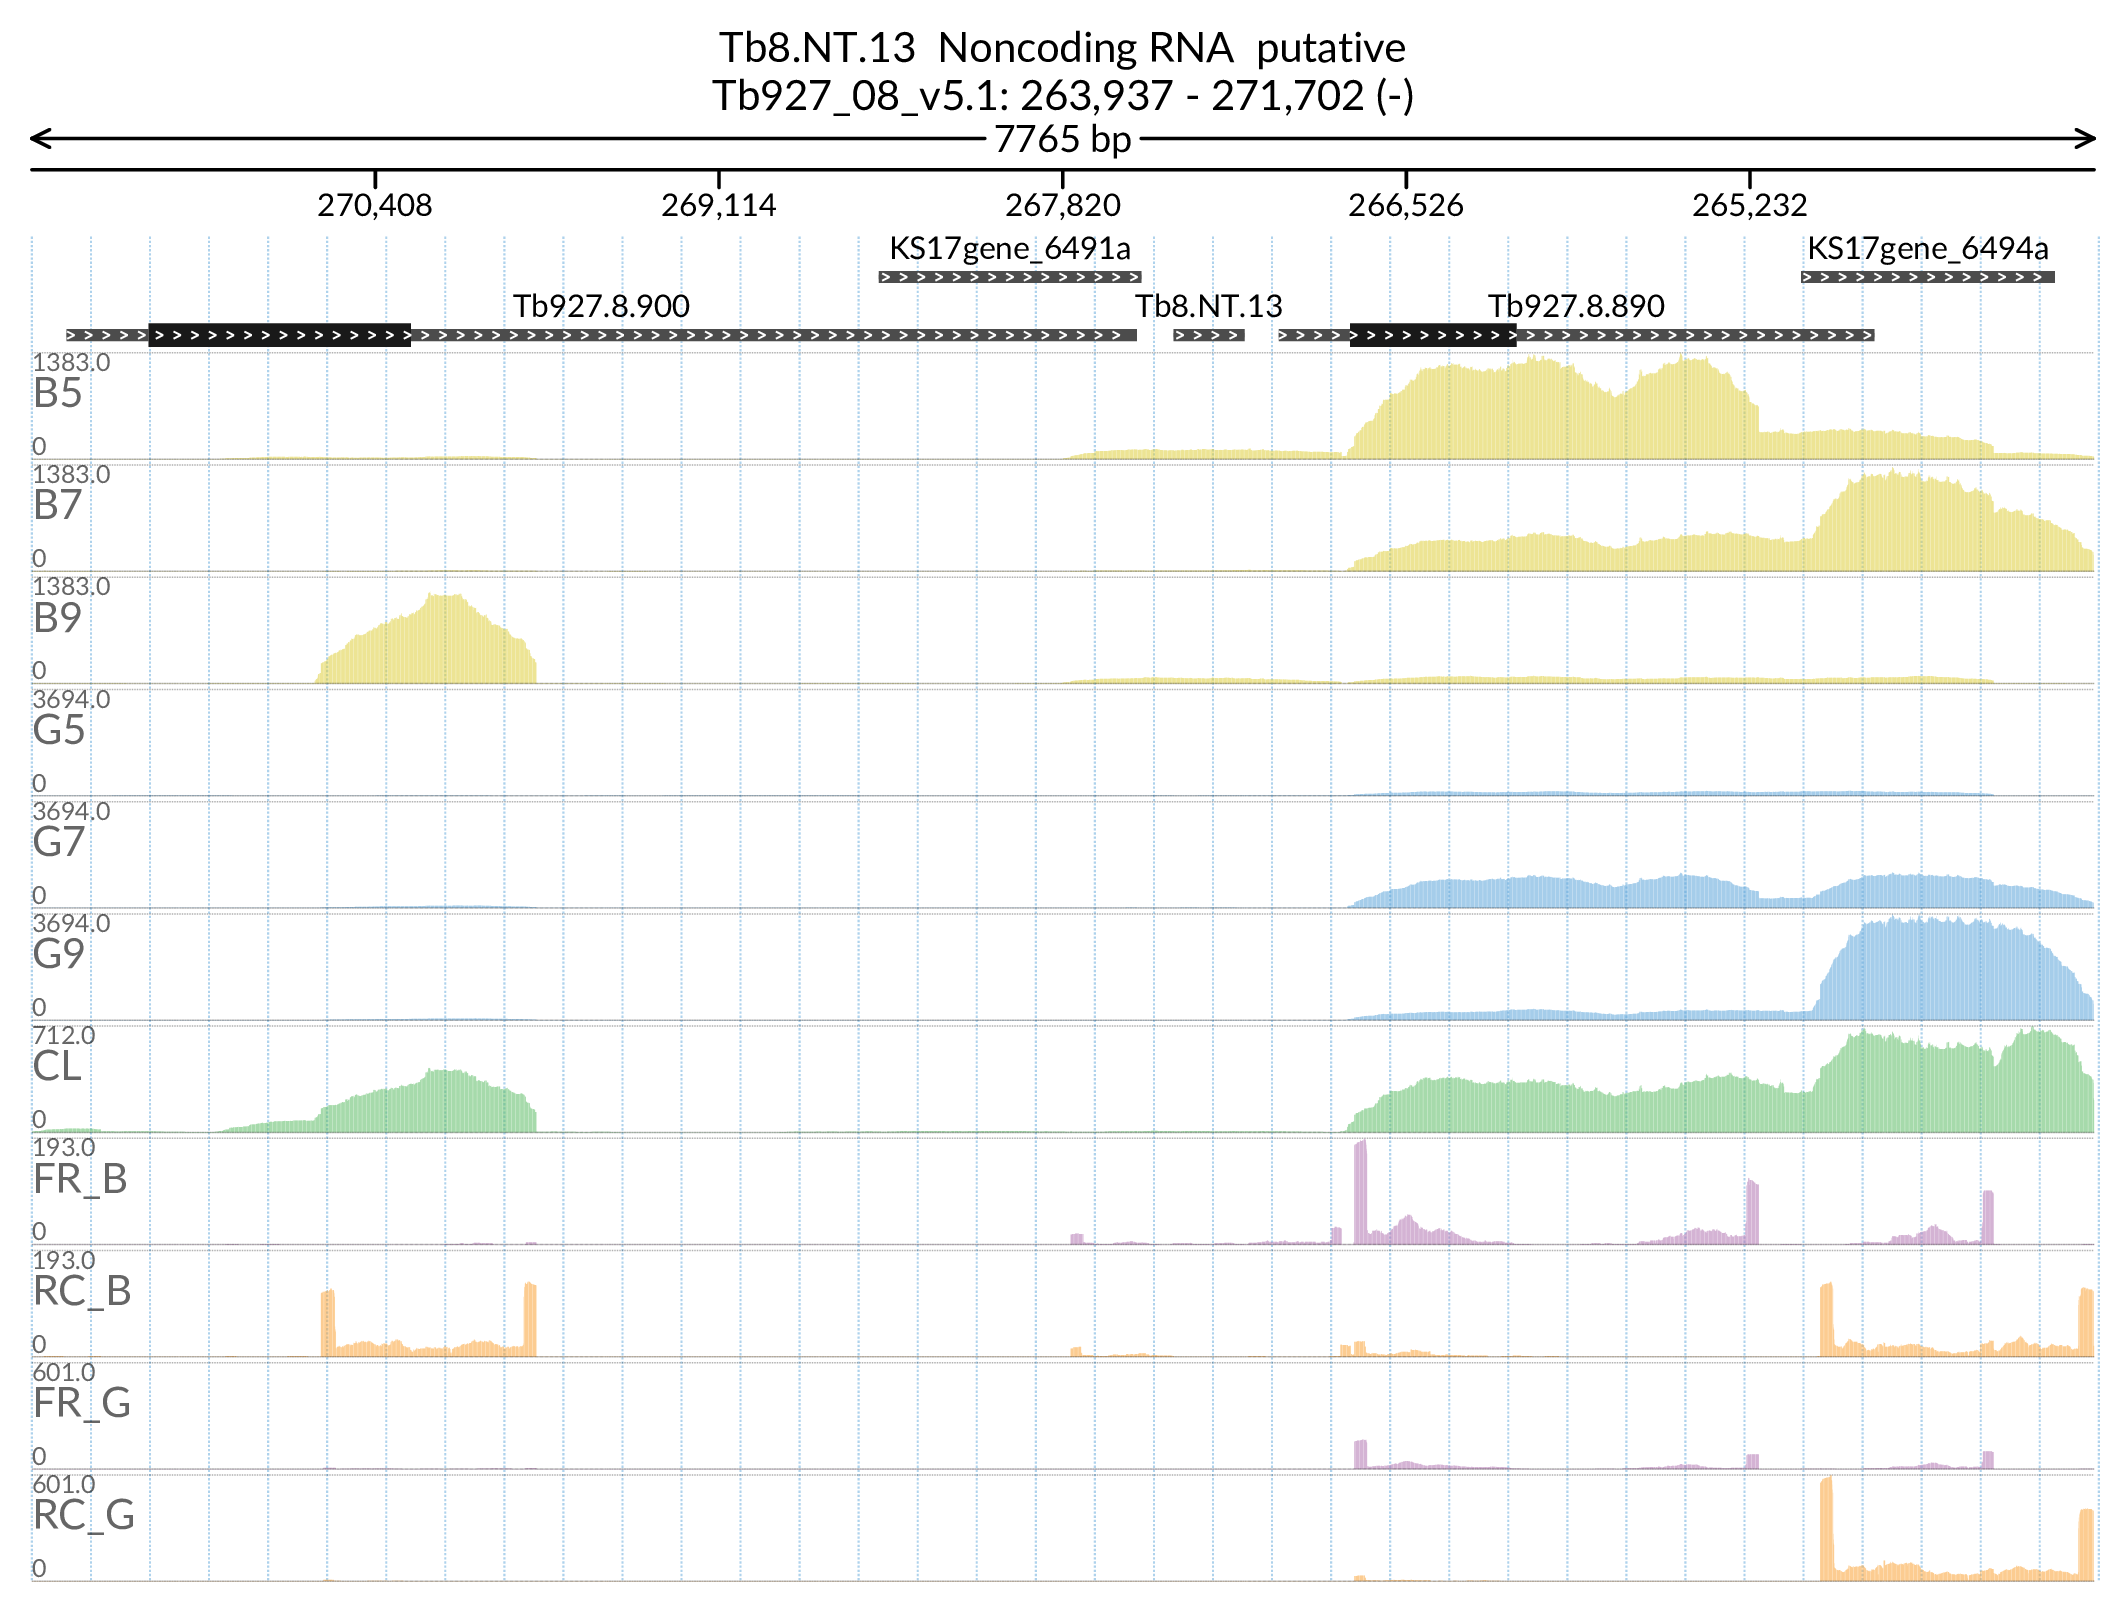 Tb8.NT.13  Noncoding RNA  putative
Tb927_08_v5.1: 263,937 - 271,702 (-)
7765 bp
270,408 269,114 267,820 266,526 265,232
KS17gene_6491a KS17gene_6494a
Tb927.8.900 Tb8.NT.13 Tb927.8.890
1383.0
B5
0
1383.0
B7
0
1383.0
B9
0
3694.0
G5
0
3694.0
G7
0
3694.0
G9
0
712.0
CL
0
193.0
FR_B
0
193.0
RC_B
0
601.0
FR_G
0
601.0
RC_G
0